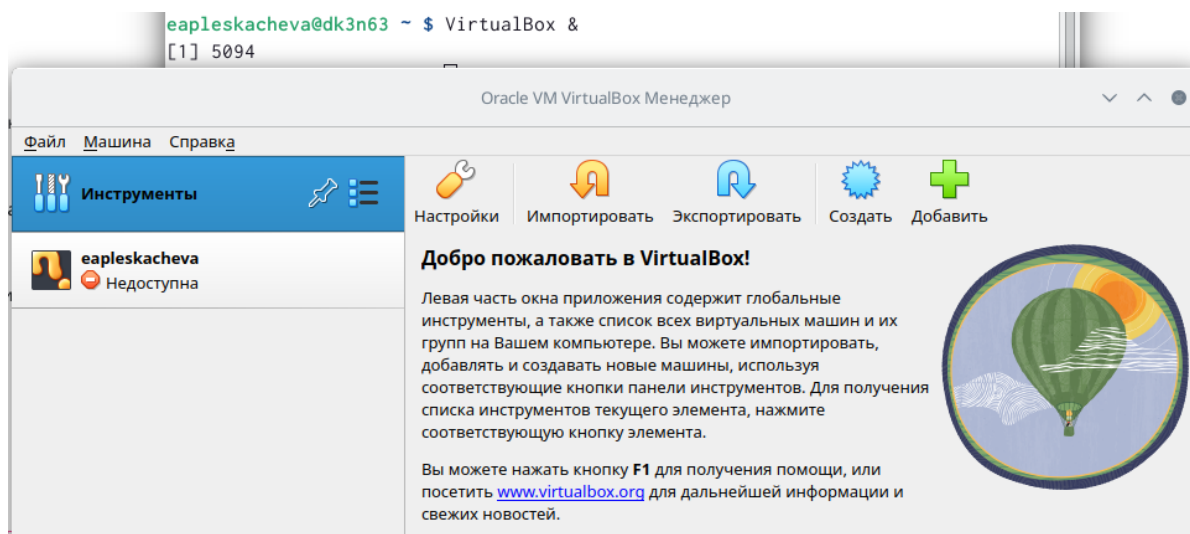 eapleskacheva@dk3n63 ~ $ VirtualBox &
[1] 5094
Oracle VM VirtualBox Менеджер
Файл Машина Справка
Инструменты
Настройки Импортировать Экспортировать Создать Добавить
eapleskacheva
Недоступна
Добро пожаловать в VirtualBox!
Левая часть окна приложения содержит глобальные
инструменты, а также список всех виртуальных машин и их
групп на Вашем компьютере. Вы можете импортировать,
добавлять и создавать новые машины, используя
соответствующие кнопки панели инструментов. Для получения
списка инструментов текущего элемента, нажмите
соответствующую кнопку элемента.
Вы можете нажать кнопку F1 для получения помощи, или
посетить www.virtualbox.org для дальнейшей информации и
свежих новостей.